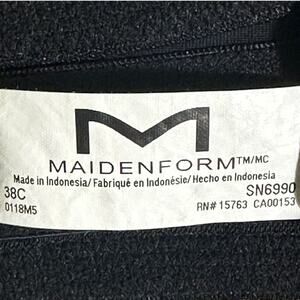 MAIDENFORM™/MC
Made in Indonesia/ Fabriqué en Indonésie/ Hecho en Indonesia
38C SN6990
0118M5 RN# 15763 CA00153